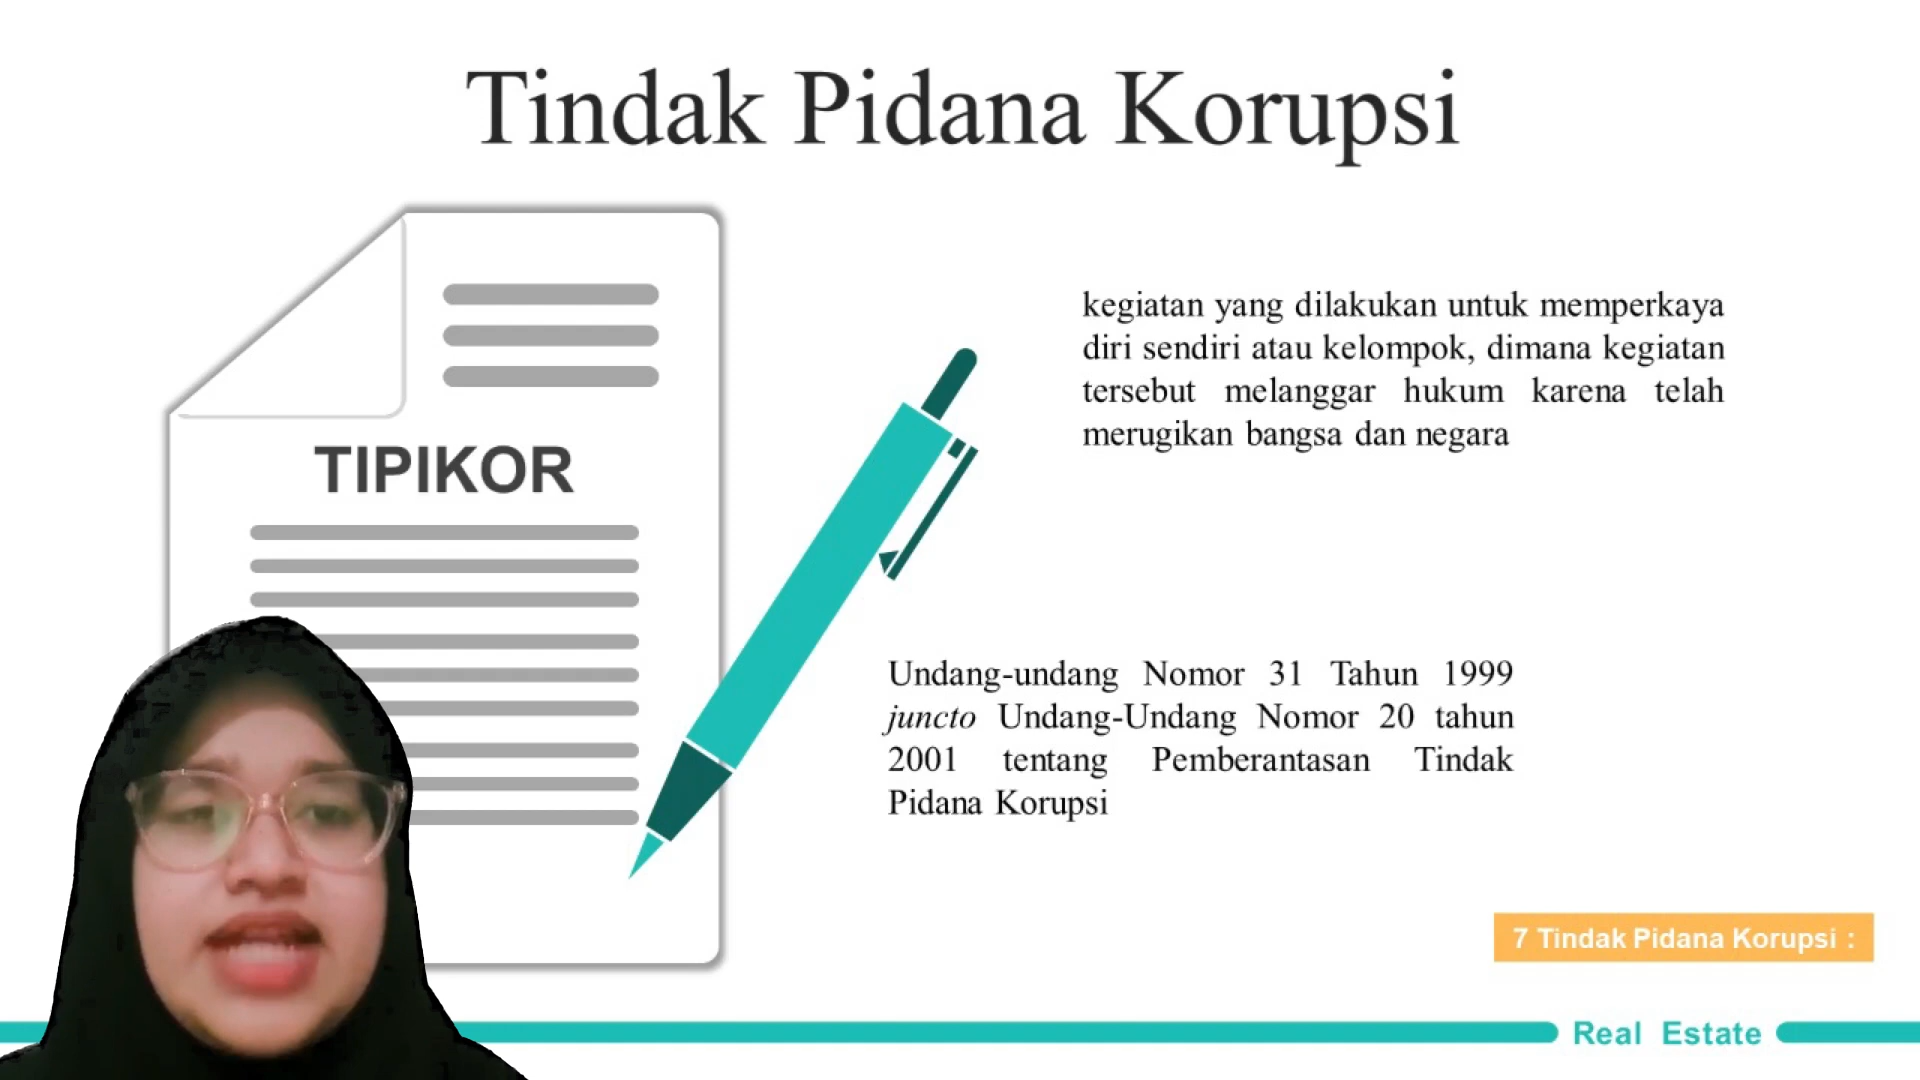 Tindak Pidana Korupsi
TIPIKOR
kegiatan yang dilakukan untuk memperkaya
diri sendiri atau kelompok, dimana kegiatan
tersebut melanggar hukum karena telah
merugikan bangsa dan negara
Undang-undang Nomor 31 Tahun 1999
juncto Undang-Undang Nomor 20 tahun
2001 tentang Pemberantasan Tindak
Pidana Korupsi
7 Tindak Pidana Korupsi :
Real Estate